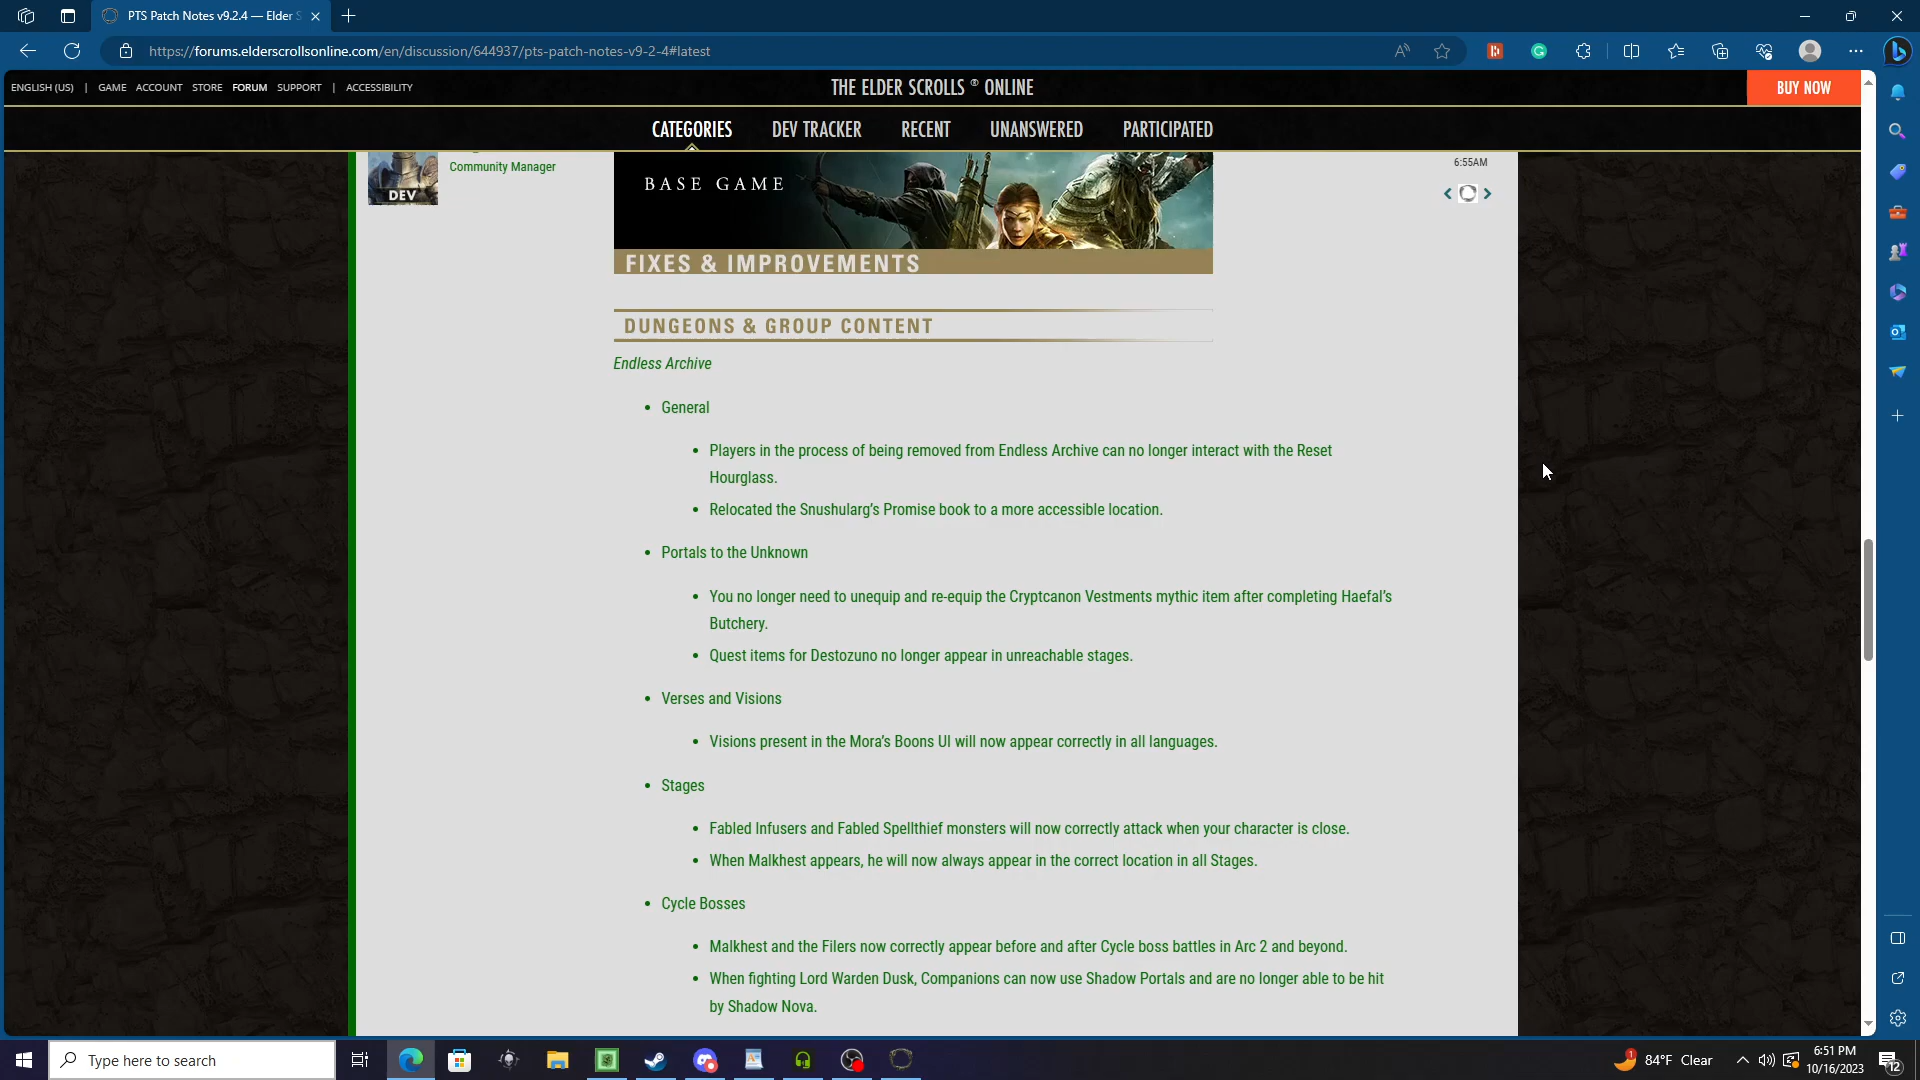 PTS Patch Notes v9.2.4 — Elder S
https://forums.elderscrollsonline.com/en/discussion/644937/pts-patch-notes-v9-2-4#latest
ENGLISH (US) | GAME ACCOUNT STORE FORUM SUPPORT | ACCESSIBILITY
THE ELDER SCROLLS ® ONLINE
BUY NOW
CATEGORIES DEV TRACKER RECENT UNANSWERED PARTICIPATED
Community Manager
DEV
BASE GAME
6:55AM
FIXES & IMPROVEMENTS
DUNGEONS & GROUP CONTENT
Endless Archive
• General
• Players in the process of being removed from Endless Archive can no longer interact with the Reset
Hourglass.
• Relocated the Snushularg's Promise book to a more accessible location.
• Portals to the Unknown
• You no longer need to unequip and re-equip the Cryptcanon Vestments mythic item after completing Haefal's
Butchery.
• Quest items for Destozuno no longer appear in unreachable stages.
• Verses and Visions
• Visions present in the Mora's Boons UI will now appear correctly in all languages.
• Stages
• Fabled Infusers and Fabled Spellthief monsters will now correctly attack when your character is close.
• When Malkhest appears, he will now always appear in the correct location in all Stages.
• Cycle Bosses
• Malkhest and the Filers now correctly appear before and after Cycle boss battles in Arc 2 and beyond.
• When fighting Lord Warden Dusk, Companions can now use Shadow Portals and are no longer able to be hit
by Shadow Nova.
Type here to search
1
84°F Clear
6:51 PM
10/16/2023
12